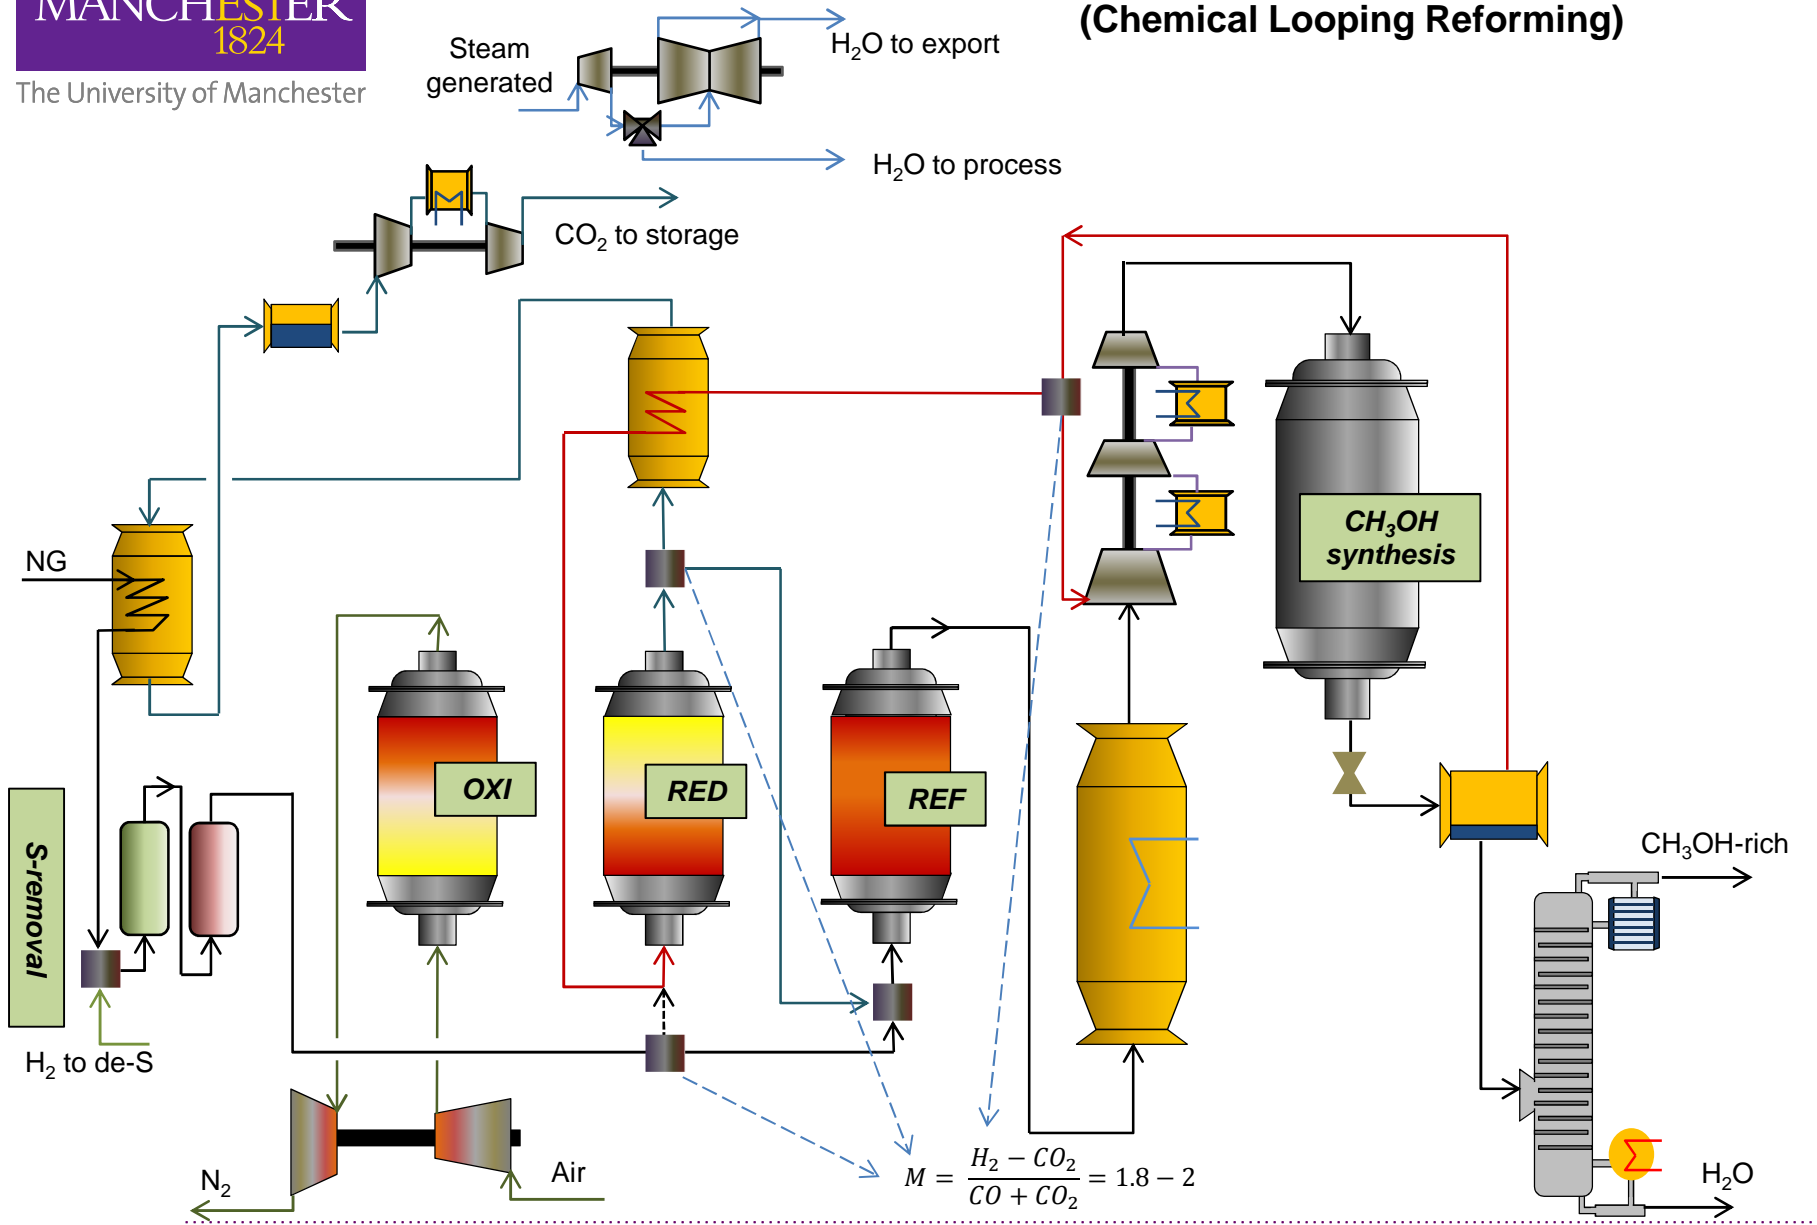 MANCHESTER
1824
The University of Manchester
(Chemical Looping Reforming)
Steam
generated
H₂O to export
H₂O to process
CO₂ to storage
NG
CH₃OH
synthesis
OXI
RED
REF
S-removal
H₂ to de-S
CH₃OH-rich
N₂
Air
M = (H₂ − CO₂)/(CO + CO₂) = 1.8 − 2
H₂O